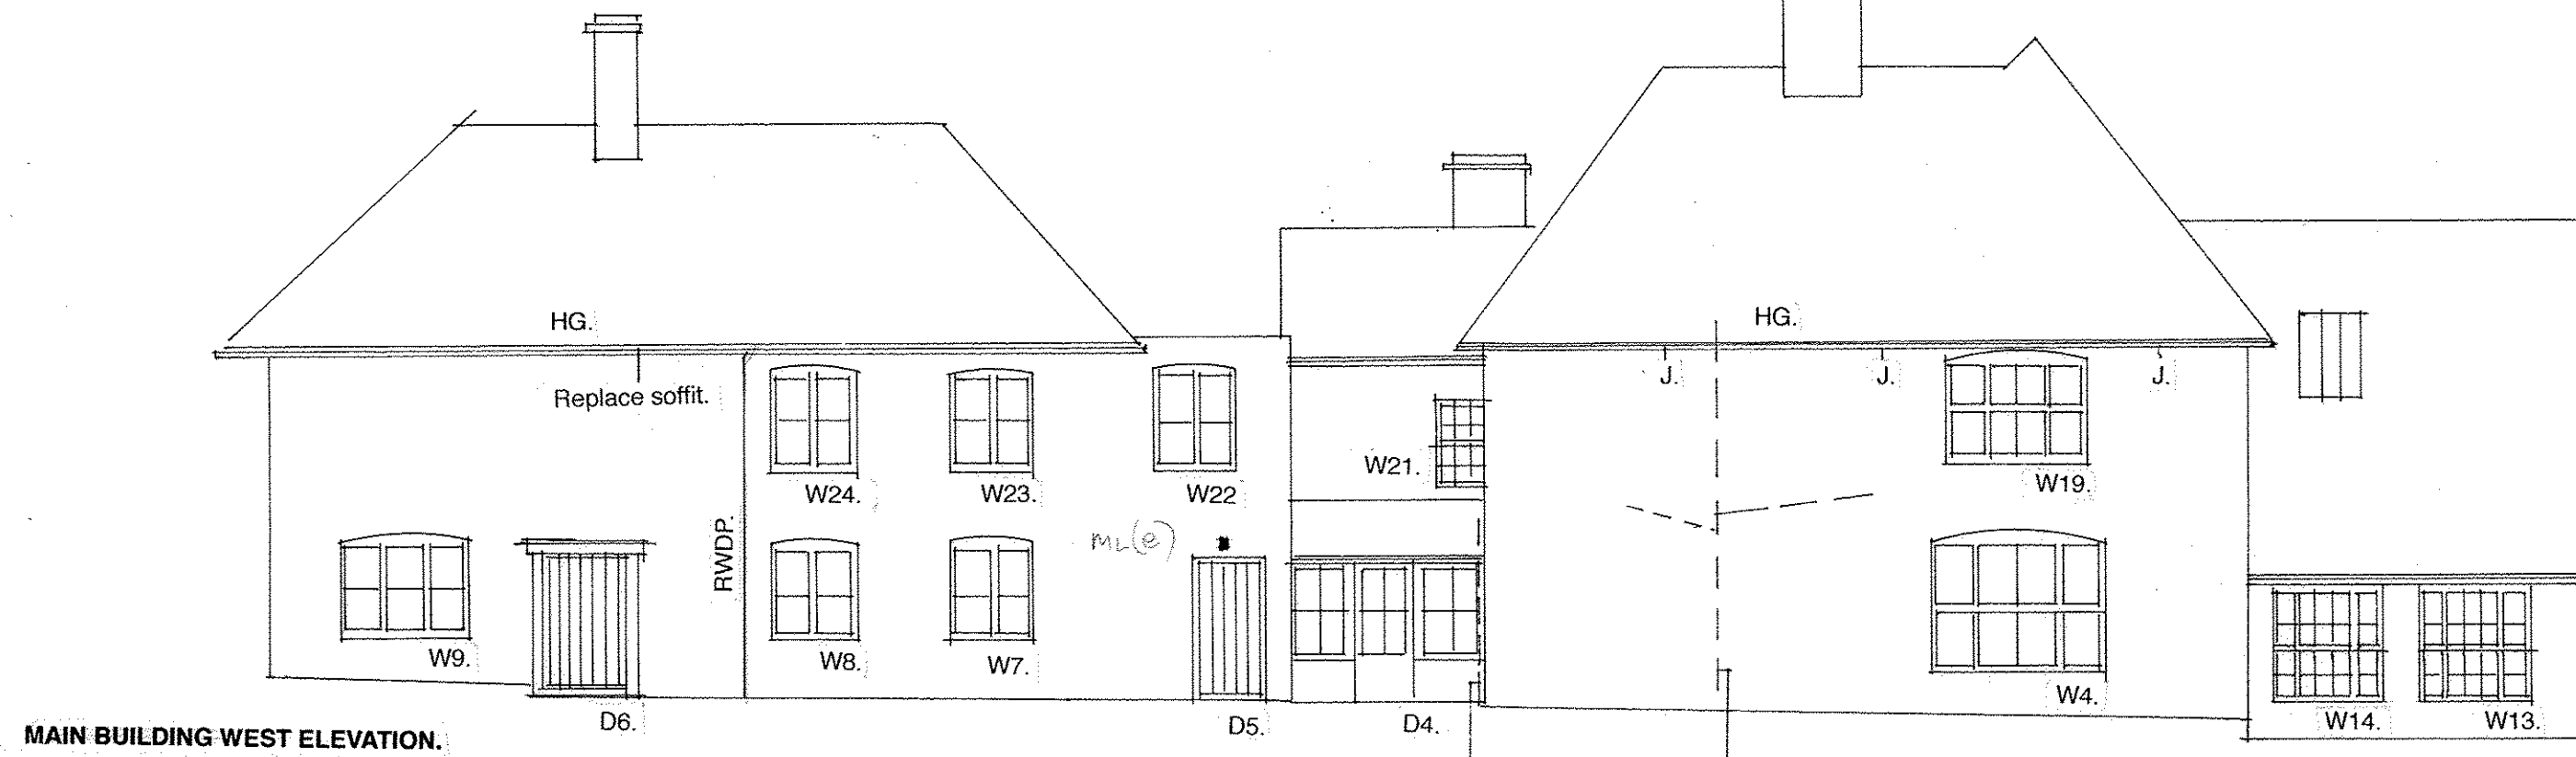 HG.
HG.
Replace soffit.
J.
J.
J.
W24.
W23.
W22
W21.
W19.
RWDP.
ML(e)
W9.
W8.
W7.
W4.
D6.
D5.
D4.
W14.
W13.
MAIN BUILDING WEST ELEVATION.